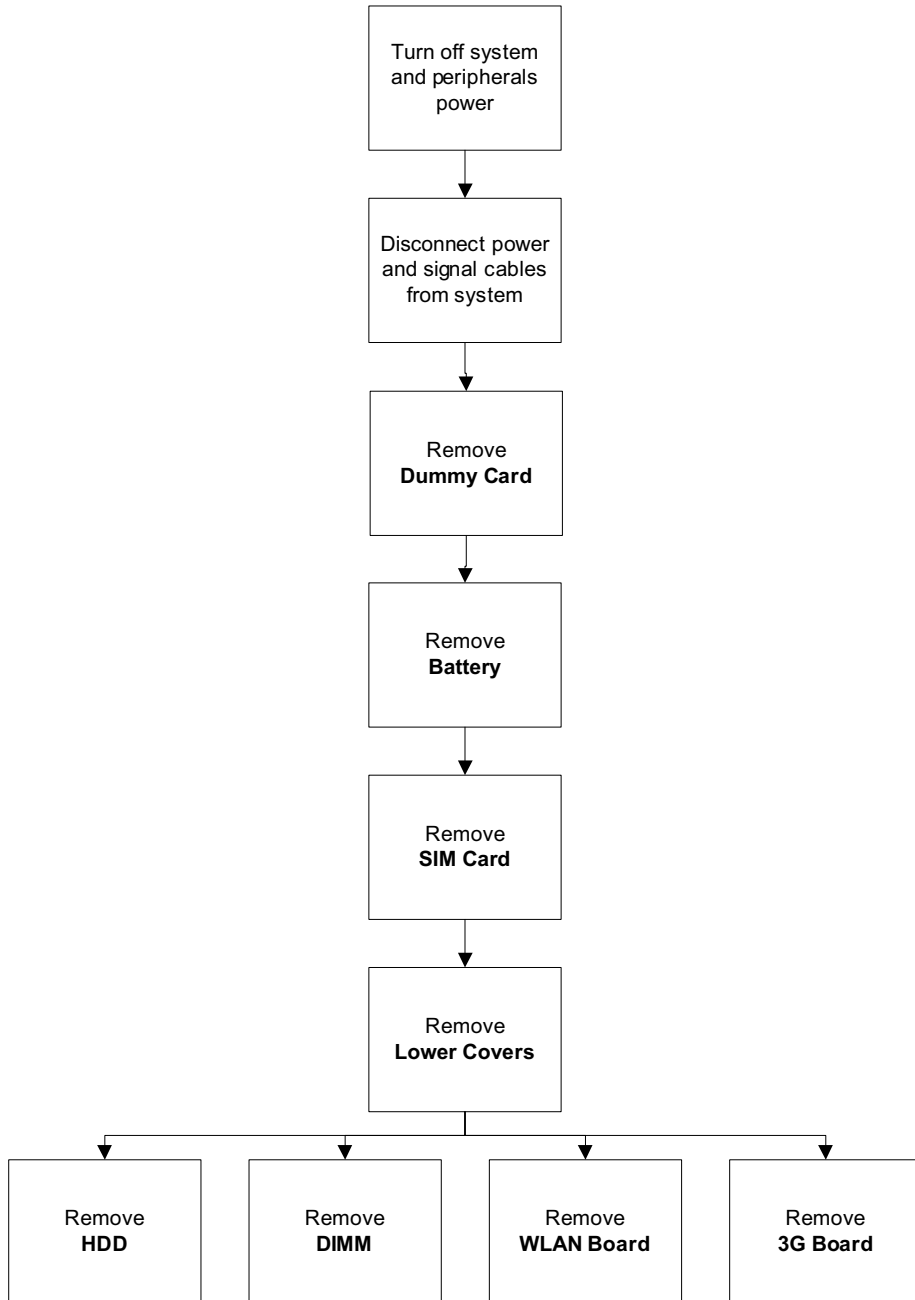 Turn off system
and peripherals
power
Disconnect power
and signal cables
from system
Remove
Dummy Card
Remove
Battery
Remove
SIM Card
Remove
Lower Covers
Remove
HDD
Remove
DIMM
Remove
WLAN Board
Remove
3G Board